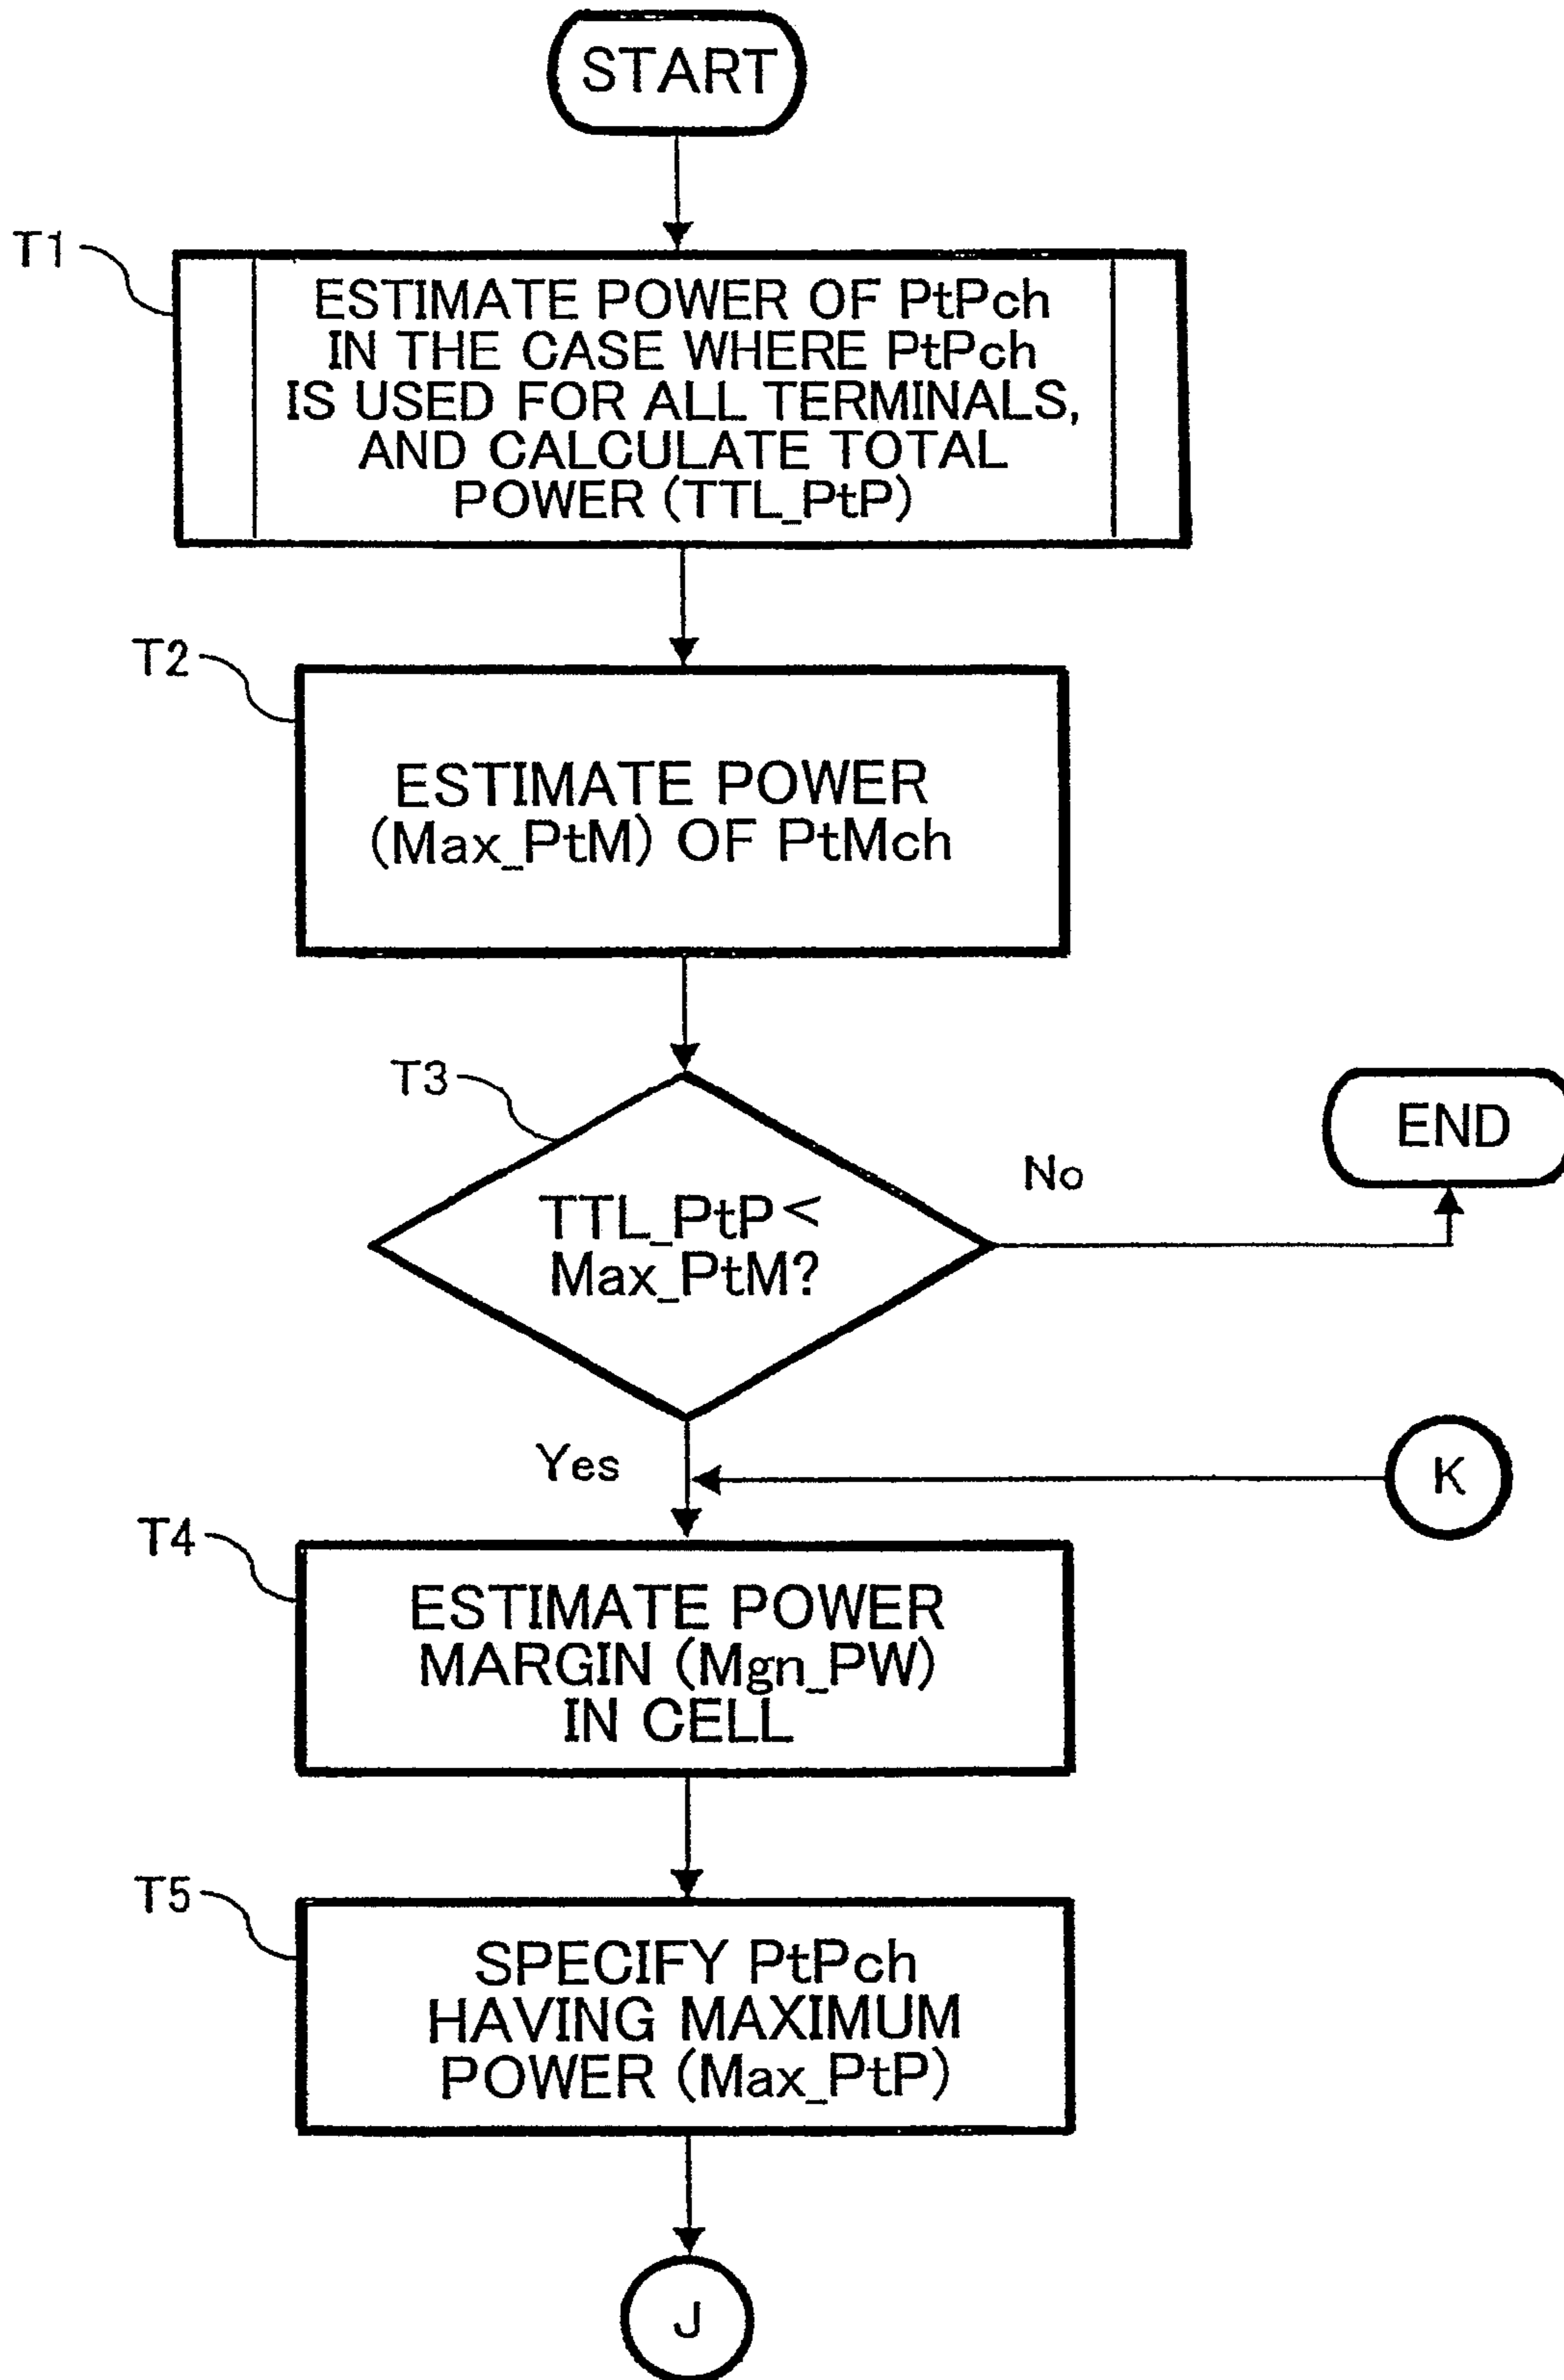 START
T1
ESTIMATE POWER OF PtPch
IN THE CASE WHERE PtPch
IS USED FOR ALL TERMINALS,
AND CALCULATE TOTAL
POWER (TTL_PtP)
T2
ESTIMATE POWER
(Max_PtM) OF PtMch
T3
TTL_PtP<
Max_PtM?
No
END
Yes
K
T4
ESTIMATE POWER
MARGIN (Mgn_PW)
IN CELL
T5
SPECIFY PtPch
HAVING MAXIMUM
POWER (Max_PtP)
J